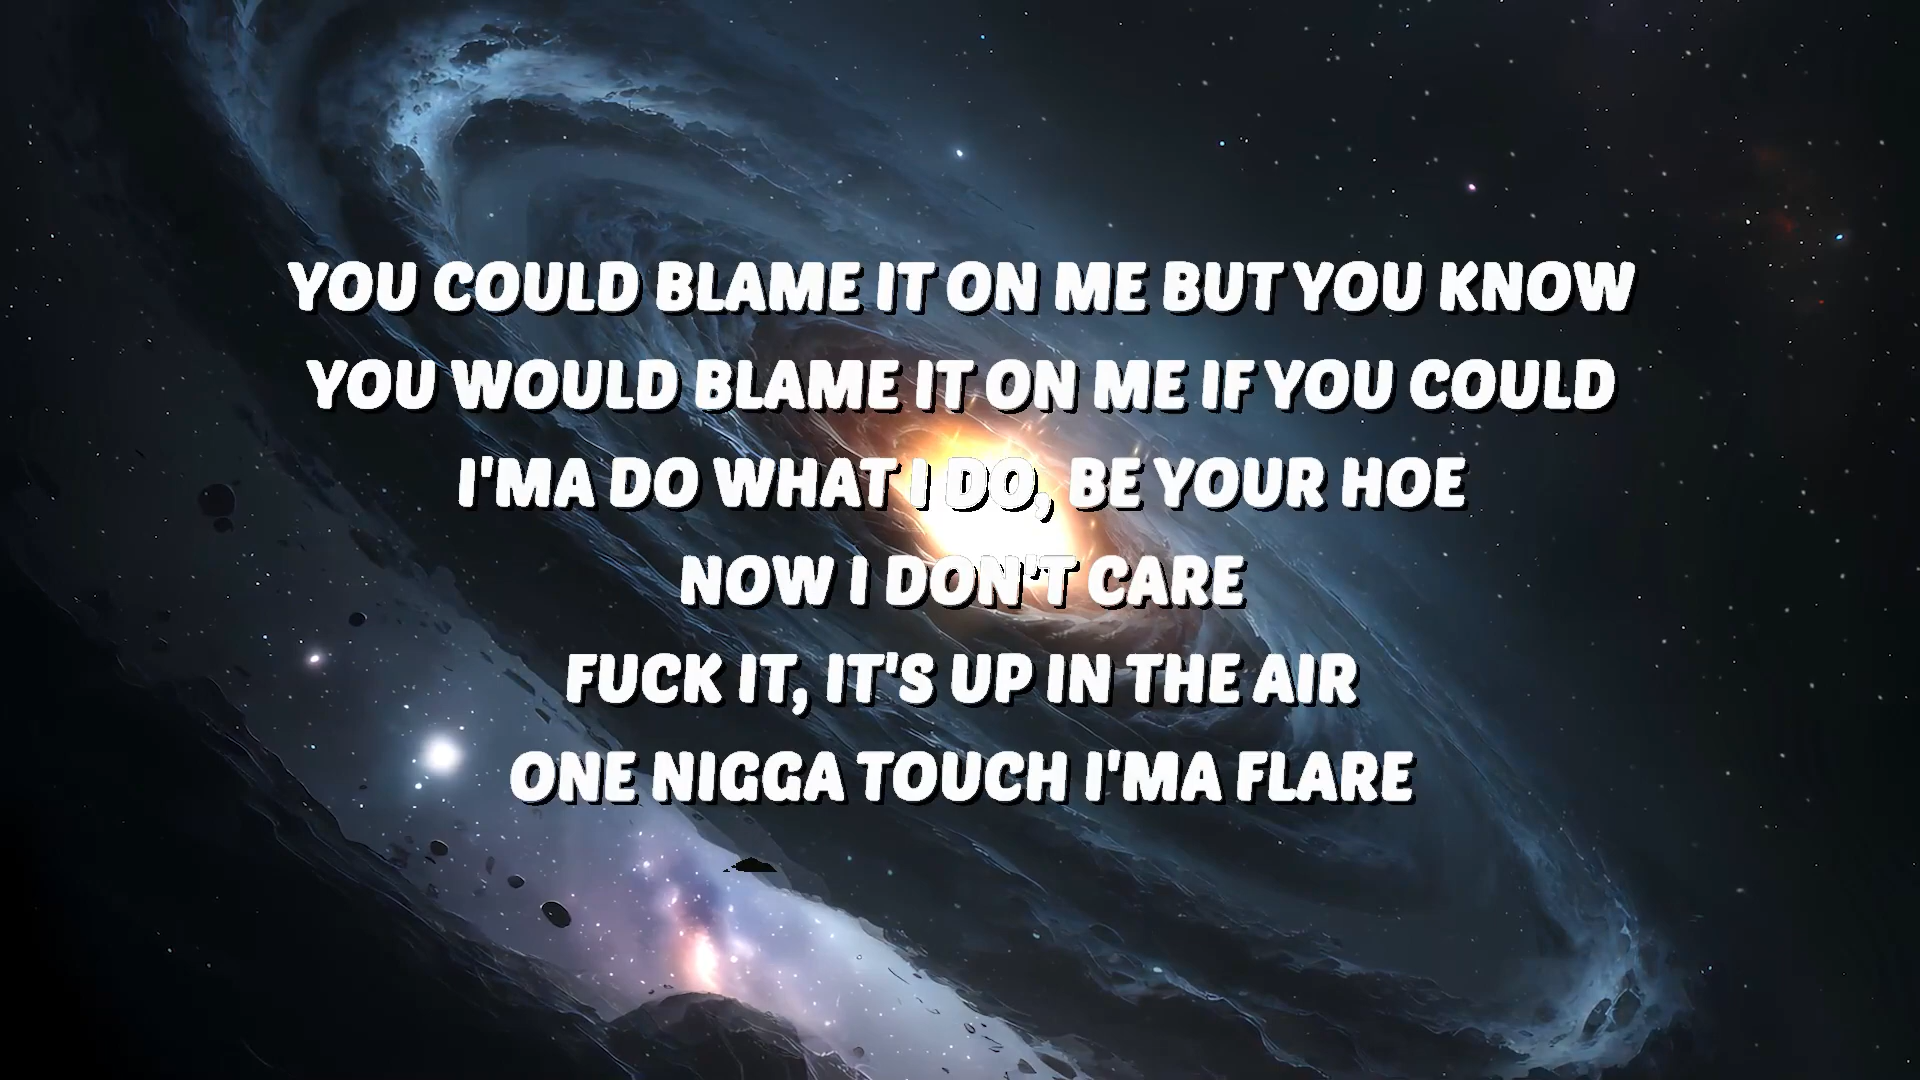 YOU COULD BLAME IT ON ME BUT YOU KNOW
YOU WOULD BLAME IT ON ME IF YOU COULD
I'MA DO WHAT I DO, BE YOUR HOE
NOW I DON'T CARE
FUCK IT, IT'S UP IN THE AIR
ONE NIGGA TOUCH I'MA FLARE